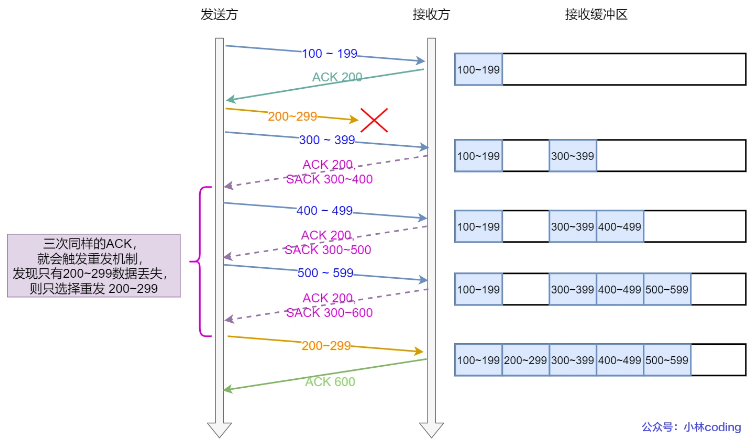 发送方
接收方
接收缓冲区
100 ~ 199
100~199
ACK 200
200~299
300 ~ 399
100~199
300~399
ACK 200
SACK 300~400
400 ~ 499
100~199
300~399
400~499
ACK 200
SACK 300~500
三次同样的ACK，
就会触发重发机制，
发现只有200~299数据丢失，
则只选择重发 200~299
500 ~ 599
100~199
300~399
400~499
500~599
ACK 200
SACK 300~600
200~299
100~199
200~299
300~399
400~499
500~599
ACK 600
公众号：小林coding